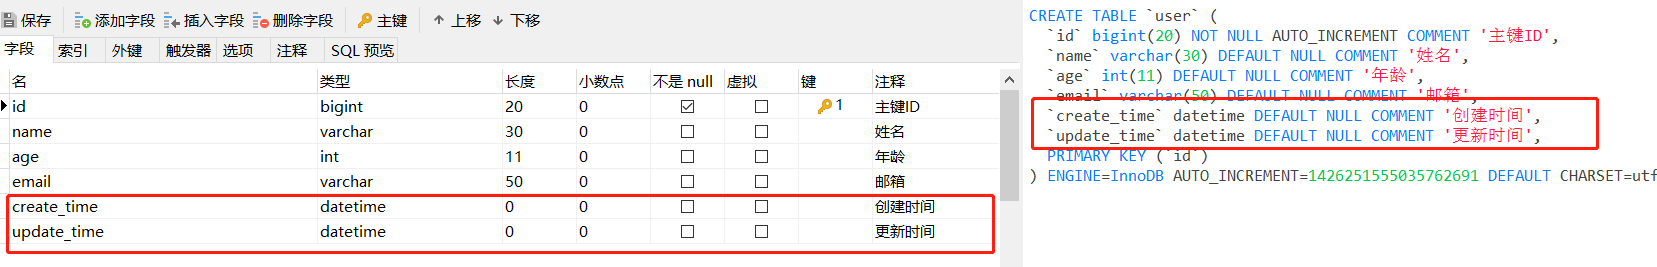 保存 添加字段 插入字段 删除字段 主键 上移 下移
字段 索引 外键 触发器 选项 注释 SQL 预览
名 类型 长度 小数点 不是 null 虚拟 键 注释
id bigint 20 0 1 主键ID
name varchar 30 0 姓名
age int 11 0 年龄
email varchar 50 0 邮箱
create_time datetime 0 0 创建时间
update_time datetime 0 0 更新时间
CREATE TABLE `user` (
`id` bigint(20) NOT NULL AUTO_INCREMENT COMMENT '主键ID',
`name` varchar(30) DEFAULT NULL COMMENT '姓名',
`age` int(11) DEFAULT NULL COMMENT '年龄',
`email` varchar(50) DEFAULT NULL COMMENT '邮箱',
`create_time` datetime DEFAULT NULL COMMENT '创建时间',
`update_time` datetime DEFAULT NULL COMMENT '更新时间',
PRIMARY KEY (`id`)
) ENGINE=InnoDB AUTO_INCREMENT=1426251555035762691 DEFAULT CHARSET=utf